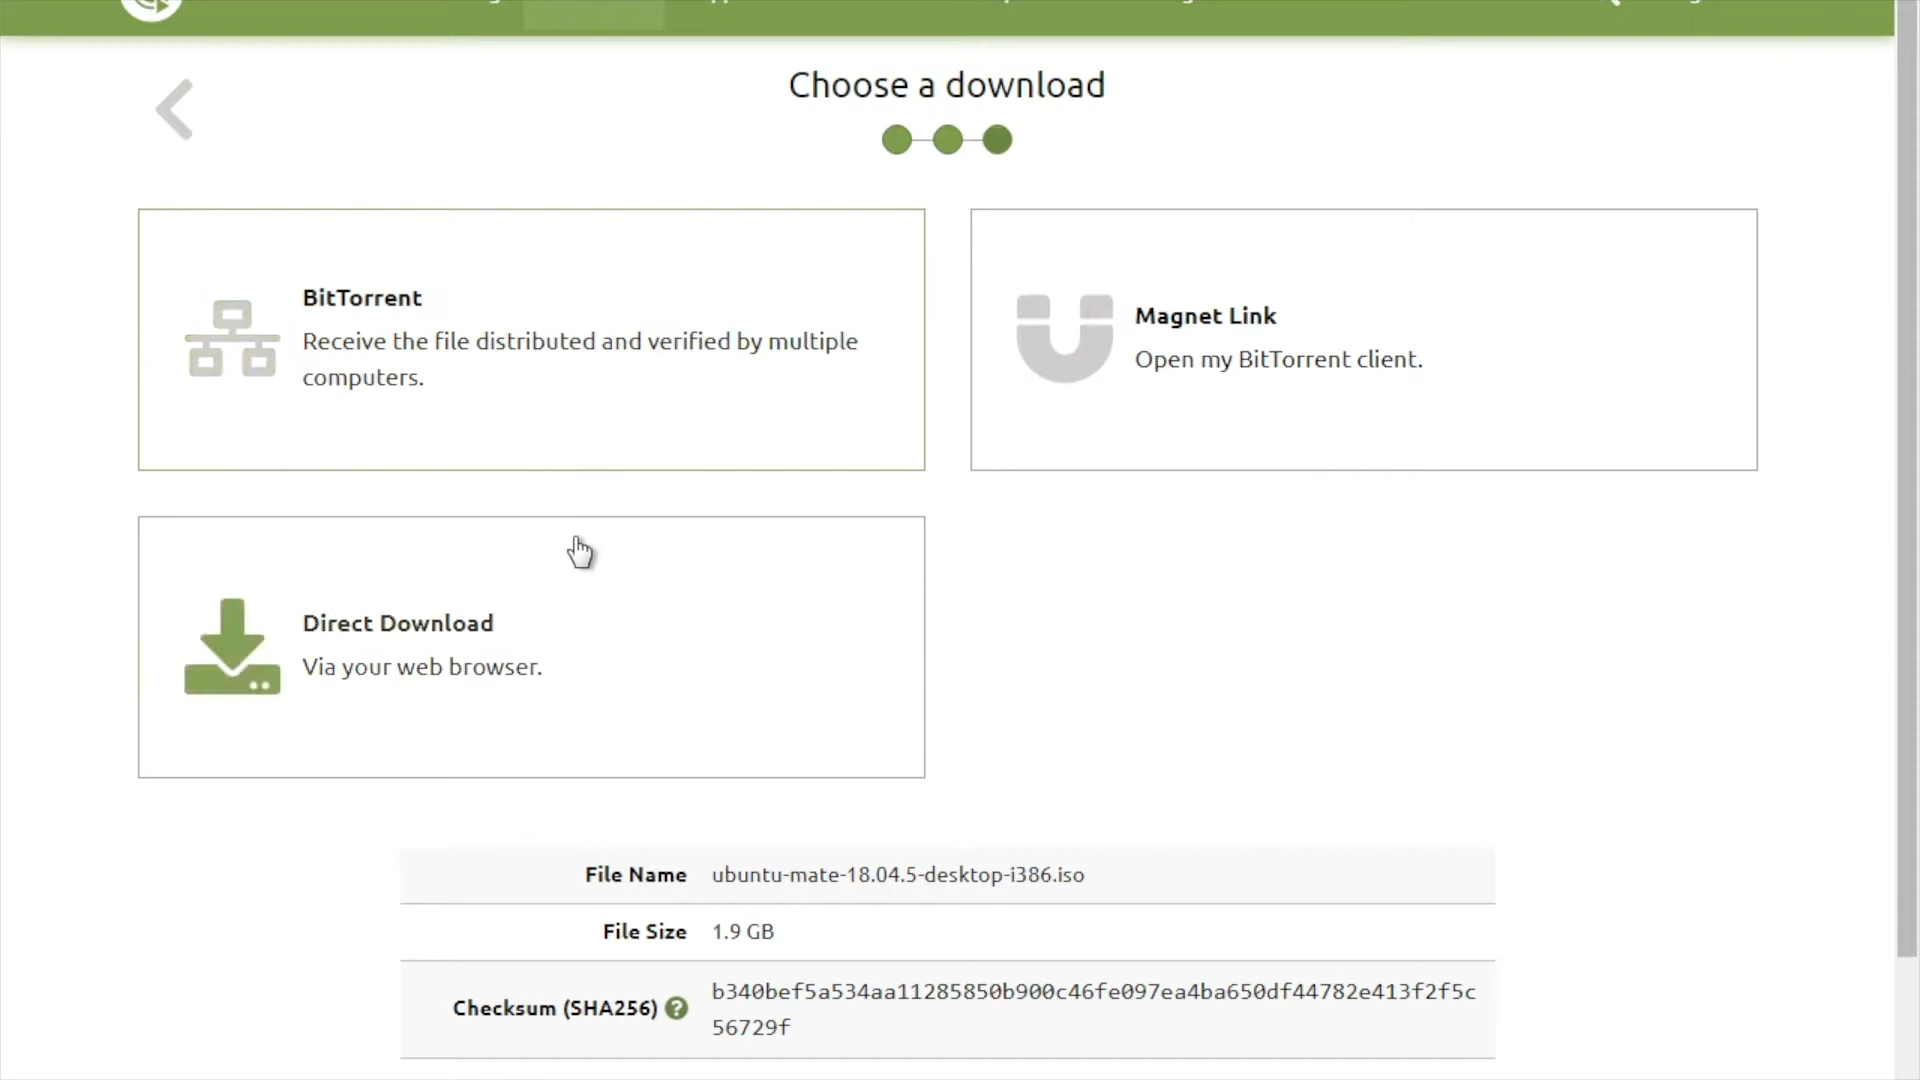 Choose a download
BitTorrent
Receive the file distributed and verified by multiple
computers.
Magnet Link
Open my BitTorrent client.
Direct Download
Via your web browser.
File Name ubuntu-mate-18.04.5-desktop-i386.iso
File Size 1.9 GB
Checksum (SHA256) ? b340bef5a534aa11285850b900c46fe097ea4ba650df44782e413f2f5c
56729f